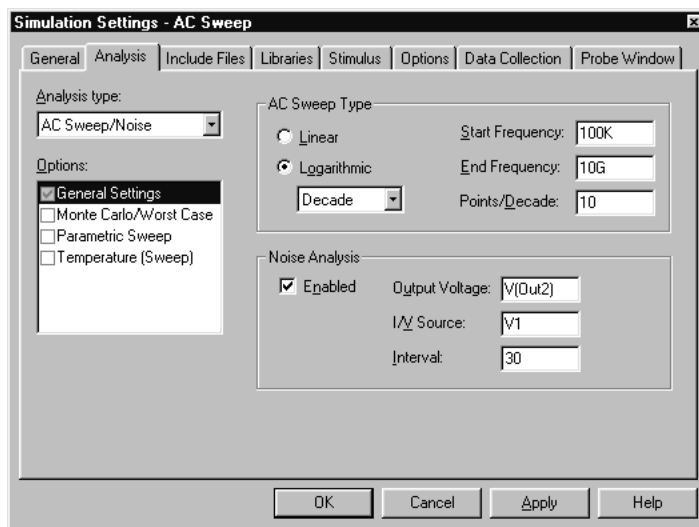 Simulation Settings - AC Sweep
General
Analysis
Include Files
Libraries
Stimulus
Options
Data Collection
Probe Window
Analysis type:
AC Sweep/Noise
Options:
General Settings
Monte Carlo/Worst Case
Parametric Sweep
Temperature (Sweep)
AC Sweep Type
Linear
Logarithmic
Decade
Start Frequency: 100K
End Frequency: 10G
Points/Decade: 10
Noise Analysis
Enabled
Output Voltage: V(Out2)
I/V Source: V1
Interval: 30
OK
Cancel
Apply
Help